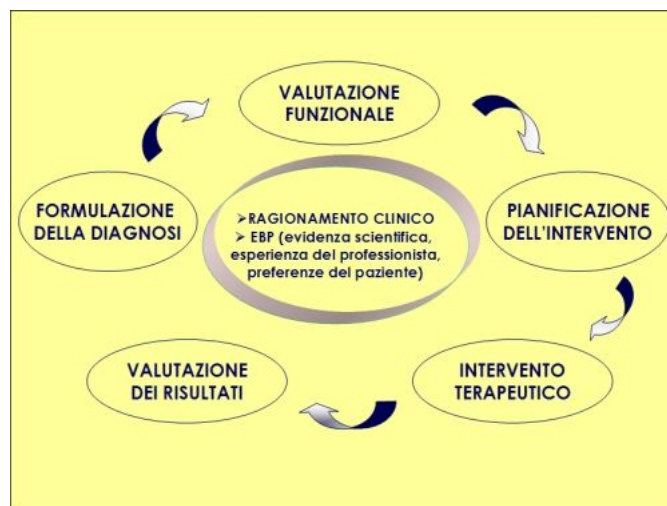 VALUTAZIONE
FUNZIONALE
FORMULAZIONE
DELLA DIAGNOSI
➢RAGIONAMENTO CLINICO
➢ EBP (evidenza scientifica,
esperienza del professionista,
preferenze del paziente)
PIANIFICAZIONE
DELL'INTERVENTO
VALUTAZIONE
DEI RISULTATI
INTERVENTO
TERAPEUTICO